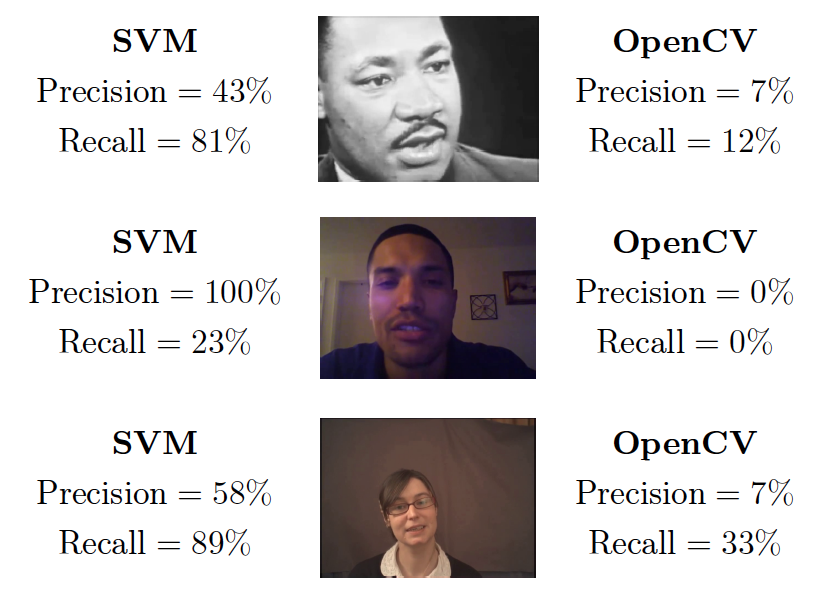 SVM
Precision = 43%
Recall = 81%
OpenCV
Precision = 7%
Recall = 12%
SVM
Precision = 100%
Recall = 23%
OpenCV
Precision = 0%
Recall = 0%
SVM
Precision = 58%
Recall = 89%
OpenCV
Precision = 7%
Recall = 33%